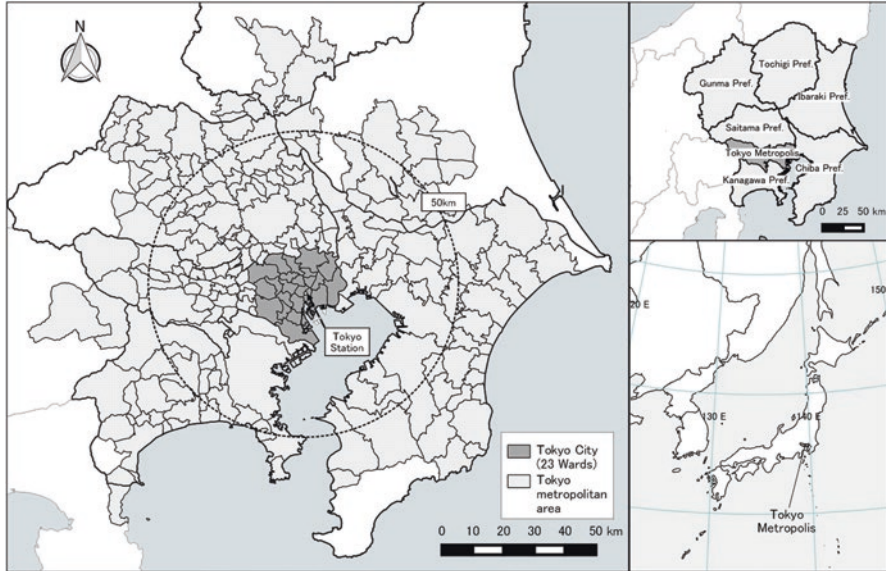 N
50km
Tokyo
Station
Tokyo City
(23 Wards)
Tokyo
metropolitan
area
0 10 20 30 40 50 km
Tochigi Pref.
Gunma Pref.
Ibaraki Pref.
Saitama Pref.
Tokyo Metropolis
Chiba Pref.
Kanagawa Pref.
0 25 50
km
20 E
150
130 E
140 E
Tokyo
Metropolis